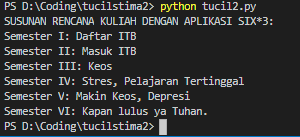 PS D:\Coding\tucilstima2> python tucil2.py
SUSUNAN RENCANA KULIAH DENGAN APLIKASI SIX*3:
Semester I: Daftar ITB
Semester II: Masuk ITB
Semester III: Keos
Semester IV: Stres, Pelajaran Tertinggal
Semester V: Makin Keos, Depresi
Semester VI: Kapan lulus ya Tuhan.
PS D:\Coding\tucilstima2>